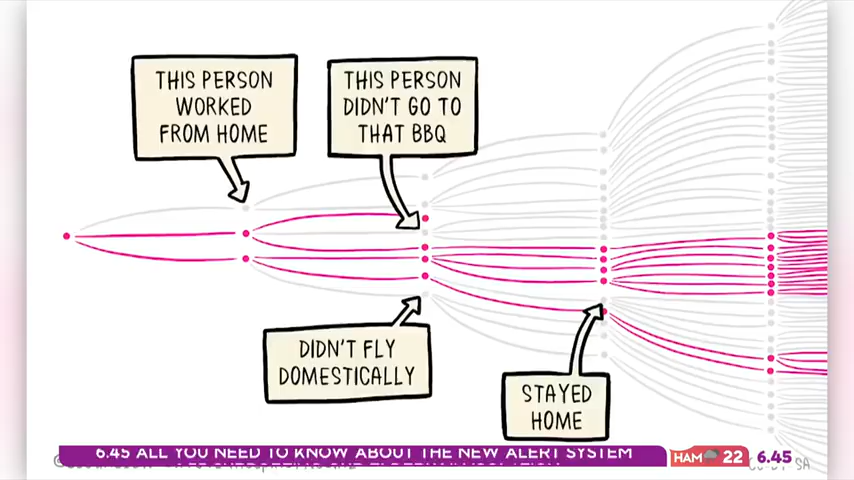 THIS PERSON
WORKED
FROM HOME
THIS PERSON
DIDN'T GO TO
THAT BBQ
DIDN'T FLY
DOMESTICALLY
STAYED
HOME
6.45 ALL YOU NEED TO KNOW ABOUT THE NEW ALERT SYSTEM
HAM 22 6.45
SA